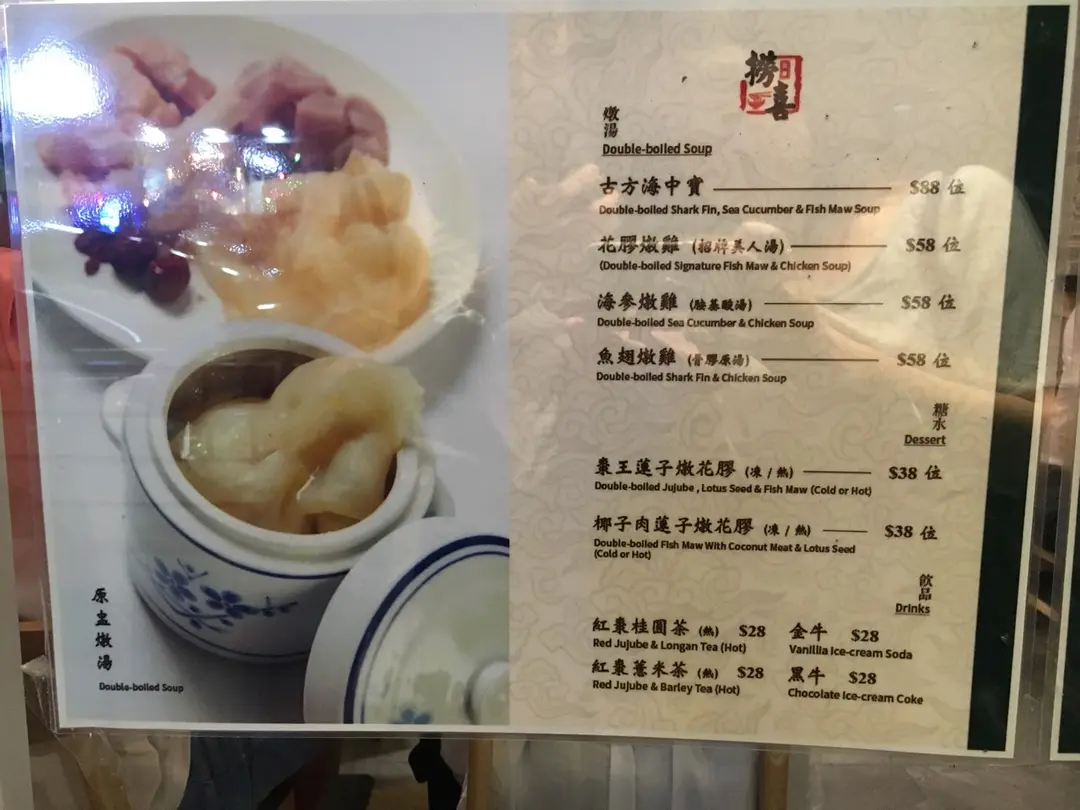 撈喜
燉湯
Double-boiled Soup
古方海中寶 $88 位
Double-boiled Shark Fin, Sea Cucumber & Fish Maw Soup
花膠燉雞 (招牌美人湯) $58 位
(Double-boiled Signature Fish Maw & Chicken Soup)
海參燉雞 $58 位
Double-boiled Sea Cucumber & Chicken Soup
魚翅燉雞 (骨膠原湯) $58 位
Double-boiled Shark Fin & Chicken Soup
糖水
Dessert
棗王蓮子燉花膠 (凍 / 熱) $38 位
Double-boiled Jujube , Lotus Seed & Fish Maw (Cold or Hot)
椰子肉蓮子燉花膠 (凍 / 熱) $38 位
Double-boiled Fish Maw With Coconut Meat & Lotus Seed
(Cold or Hot)
飲品
Drinks
紅棗桂圓茶 (熱) $28 金牛 $28
Red Jujube & Longan Tea (Hot) Vanillia Ice-cream Soda
紅棗薏米茶 (熱) $28 黑牛 $28
Red Jujube & Barley Tea (Hot) Chocolate Ice-cream Coke
原盅燉湯
Double-boiled Soup